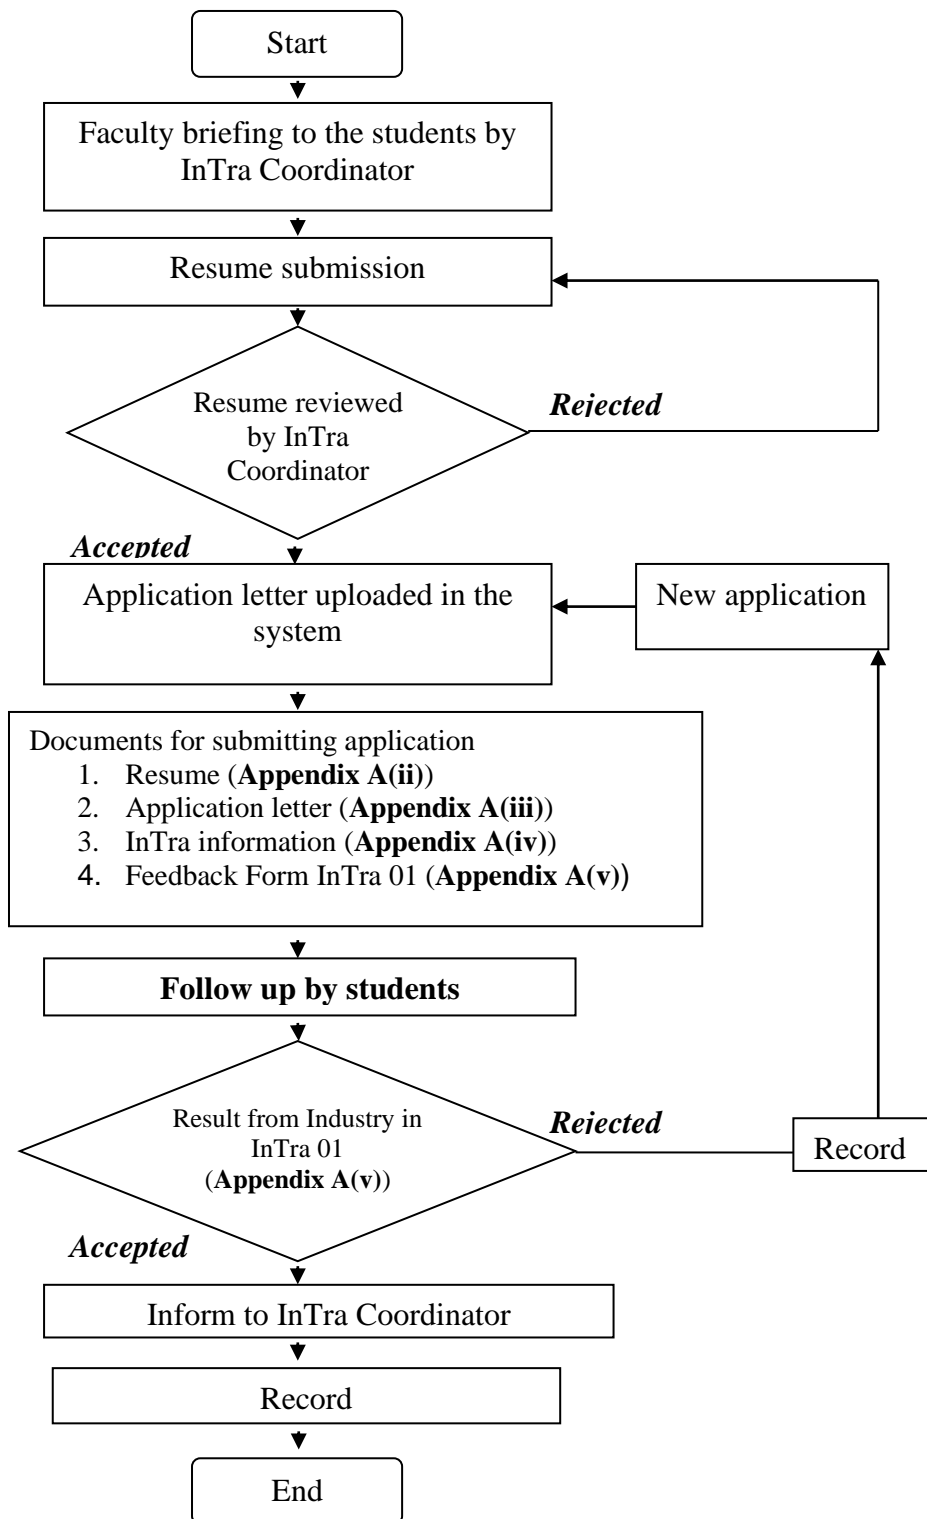 Start
Faculty briefing to the students by
InTra Coordinator
Resume submission
Resume reviewed
by InTra
Coordinator
Rejected
Accepted
Application letter uploaded in the
system
New application
Documents for submitting application
1. Resume (Appendix A(ii))
2. Application letter (Appendix A(iii))
3. InTra information (Appendix A(iv))
4. Feedback Form InTra 01 (Appendix A(v))
Follow up by students
Result from Industry in
InTra 01
(Appendix A(v))
Rejected
Record
Accepted
Inform to InTra Coordinator
Record
End